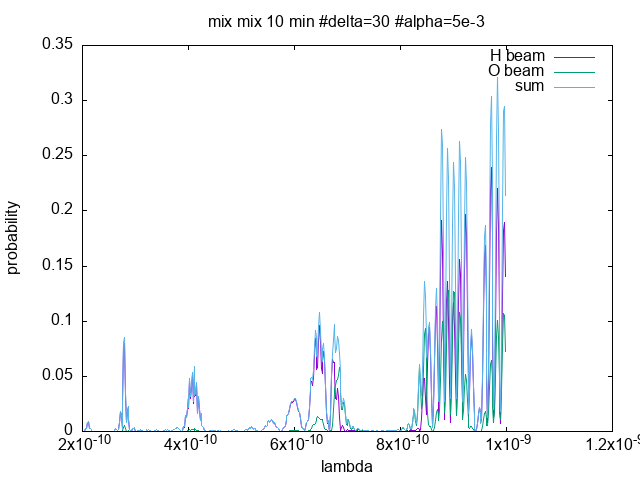 mix mix 10 min #delta=30 #alpha=5e-3
0.35
H beam
O beam
sum
0.3
0.25
0.2
probability
0.15
0.1
0.05
0
2x10^-10 4x10^-10 6x10^-10 8x10^-10 1x10^-9 1.2x10^-9
lambda